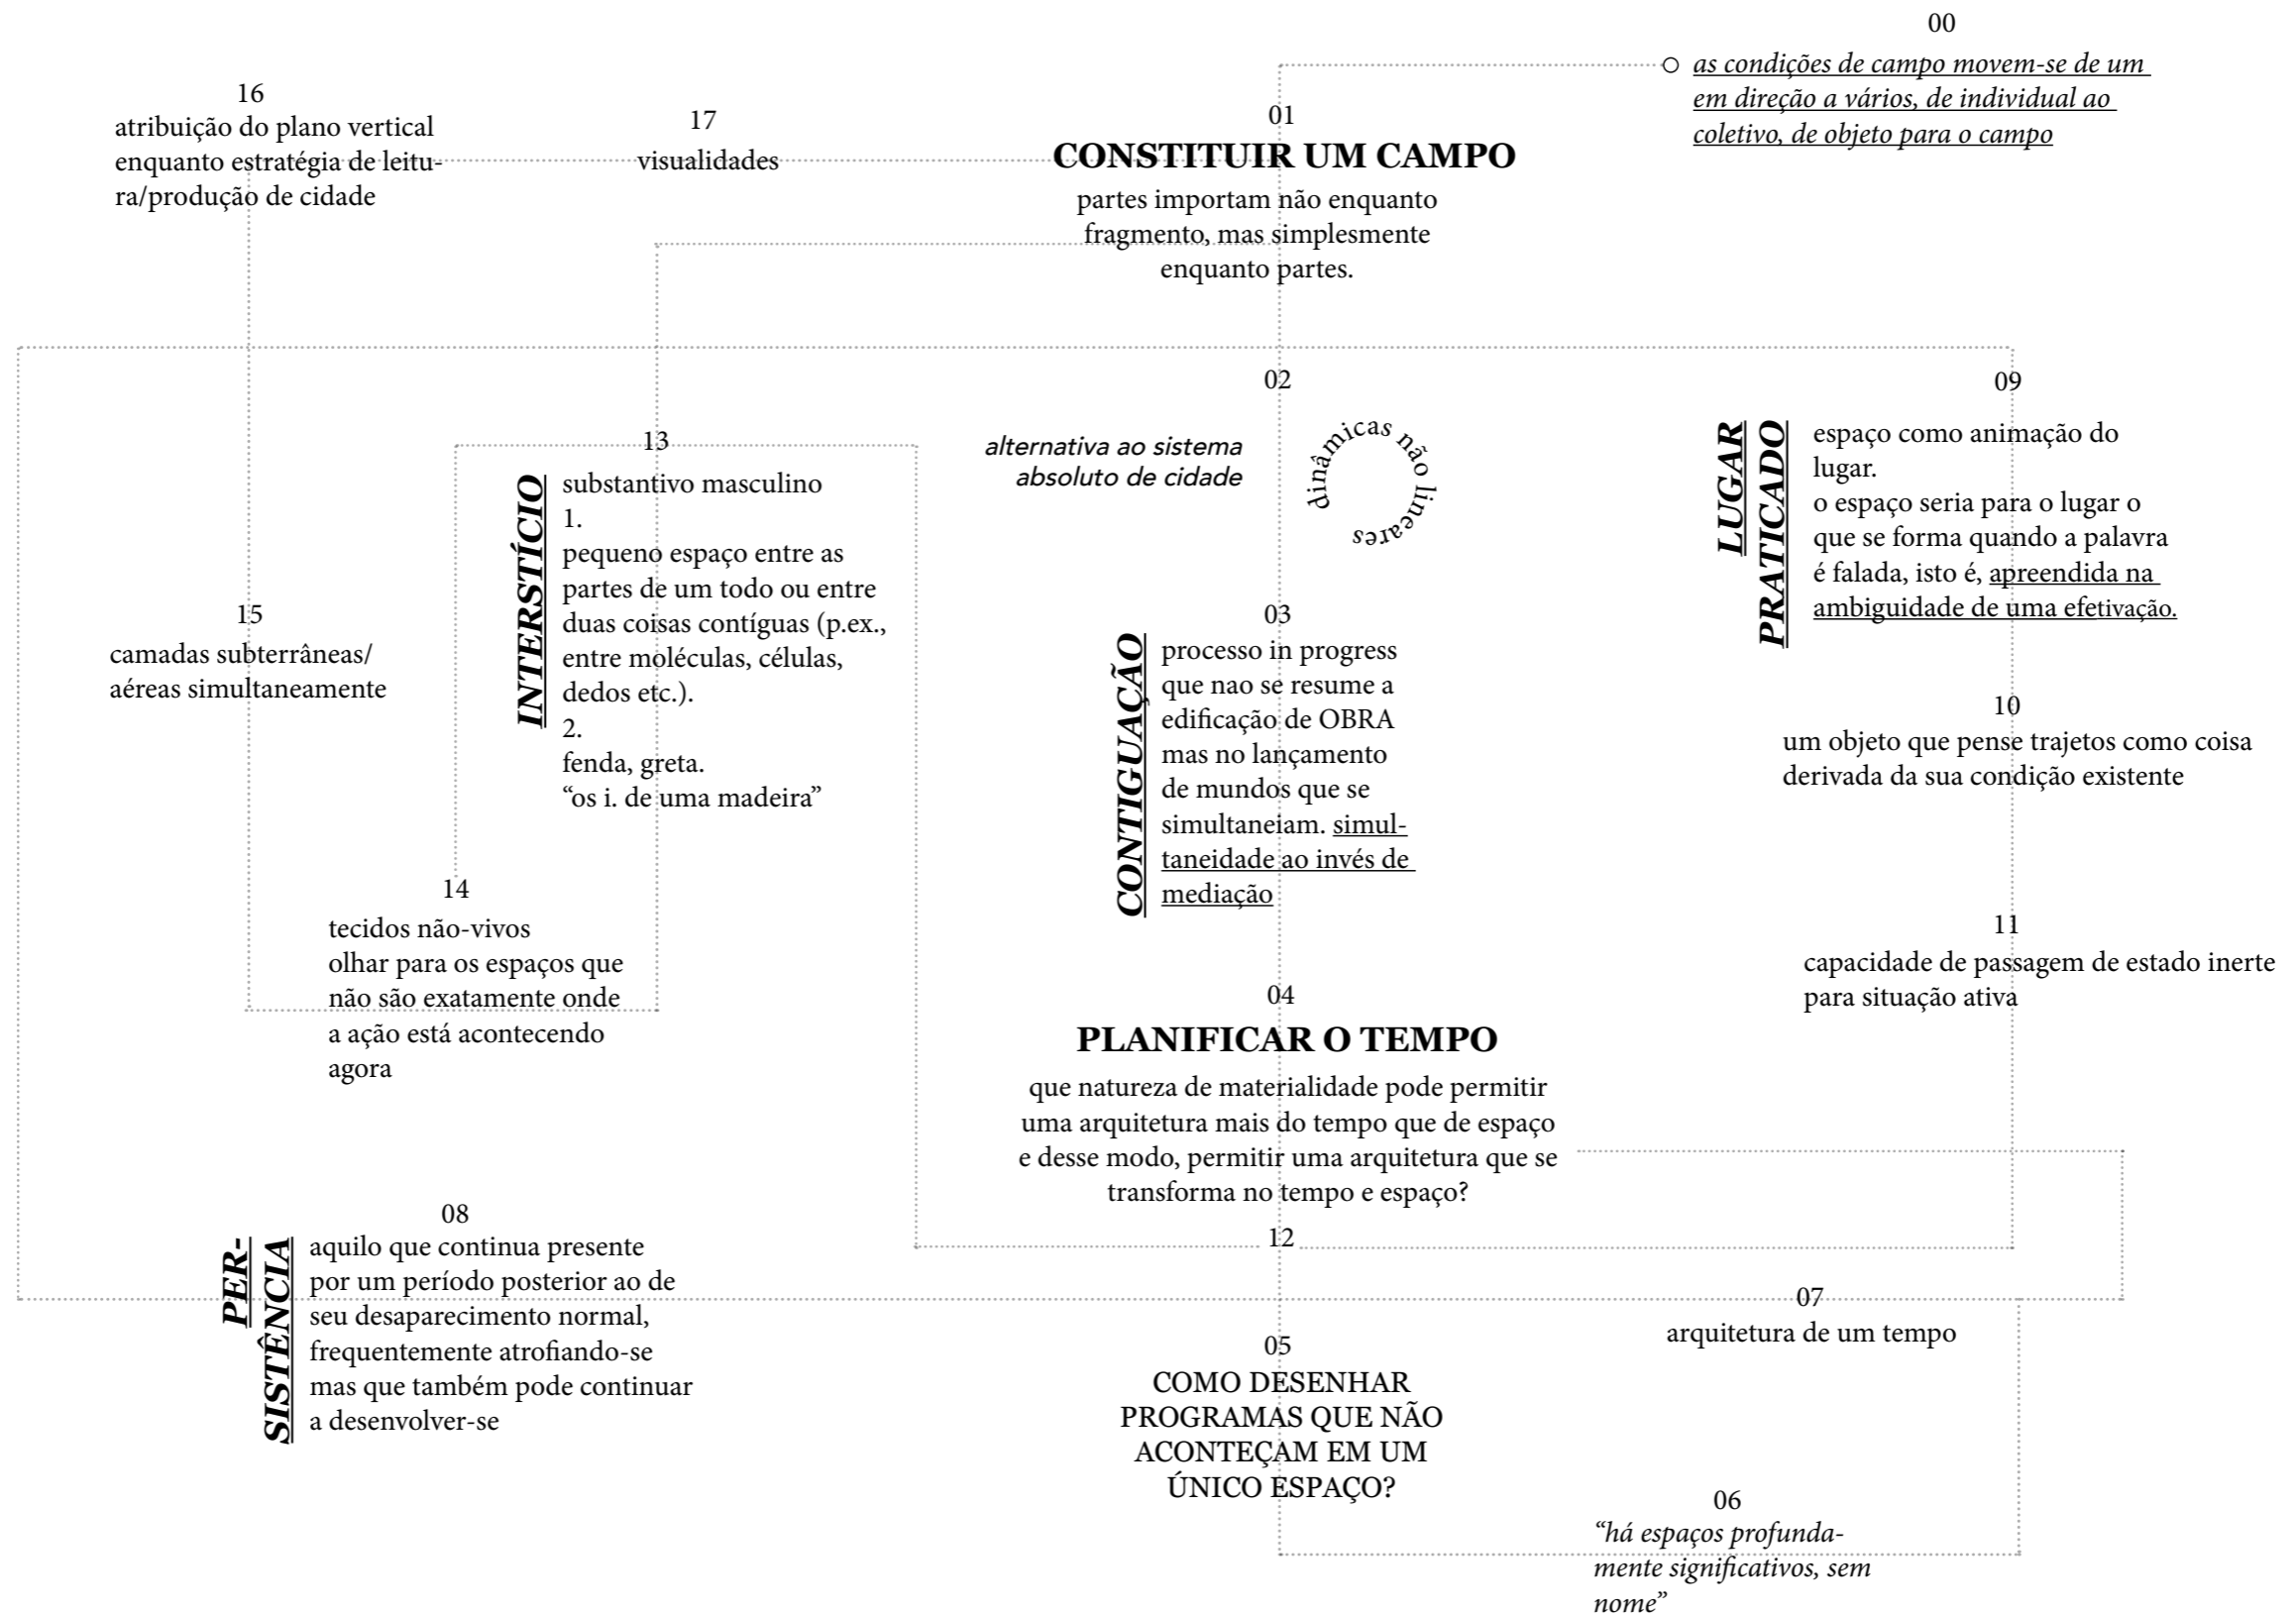 00
as condições de campo movem-se de um
em direção a vários, de individual ao
coletivo, de objeto para o campo
01
CONSTITUIR UM CAMPO
partes importam não enquanto
fragmento, mas simplesmente
enquanto partes.
16
atribuição do plano vertical
enquanto estratégia de leitu-
ra/produção de cidade
17
visualidades
02
alternativa ao sistema
absoluto de cidade
dinâmicas não lineares
03
CONTIGUAÇÃO
processo in progress
que nao se resume a
edificação de OBRA
mas no lançamento
de mundos que se
simultaneiam. simul-
taneidade ao invés de
mediação
04
PLANIFICAR O TEMPO
que natureza de materialidade pode permitir
uma arquitetura mais do tempo que de espaço
e desse modo, permitir uma arquitetura que se
transforma no tempo e espaço?
12
05
COMO DESENHAR
PROGRAMAS QUE NÃO
ACONTEÇAM EM UM
ÚNICO ESPAÇO?
06
“há espaços profunda-
mente significativos, sem
nome”
07
arquitetura de um tempo
08
PER-
SISTÊNCIA
aquilo que continua presente
por um período posterior ao de
seu desaparecimento normal,
frequentemente atrofiando-se
mas que também pode continuar
a desenvolver-se
09
LUGAR
PRATICADO
espaço como animação do
lugar.
o espaço seria para o lugar o
que se forma quando a palavra
é falada, isto é, apreendida na
ambiguidade de uma efetivação.
10
um objeto que pense trajetos como coisa
derivada da sua condição existente
11
capacidade de passagem de estado inerte
para situação ativa
13
INTERSTÍCIO
substantivo masculino
1.
pequeno espaço entre as
partes de um todo ou entre
duas coisas contíguas (p.ex.,
entre moléculas, células,
dedos etc.).
2.
fenda, greta.
“os i. de uma madeira”
14
tecidos não-vivos
olhar para os espaços que
não são exatamente onde
a ação está acontecendo
agora
15
camadas subterrâneas/
aéreas simultaneamente